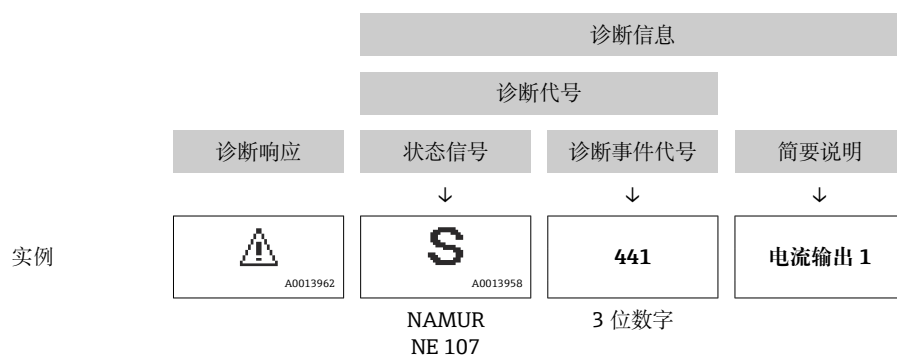 诊断信息
诊断代号
诊断响应 状态信号 诊断事件代号 简要说明
↓ ↓ ↓
实例 S 441 电流输出 1
A0013962 A0013958
NAMUR 3 位数字
NE 107